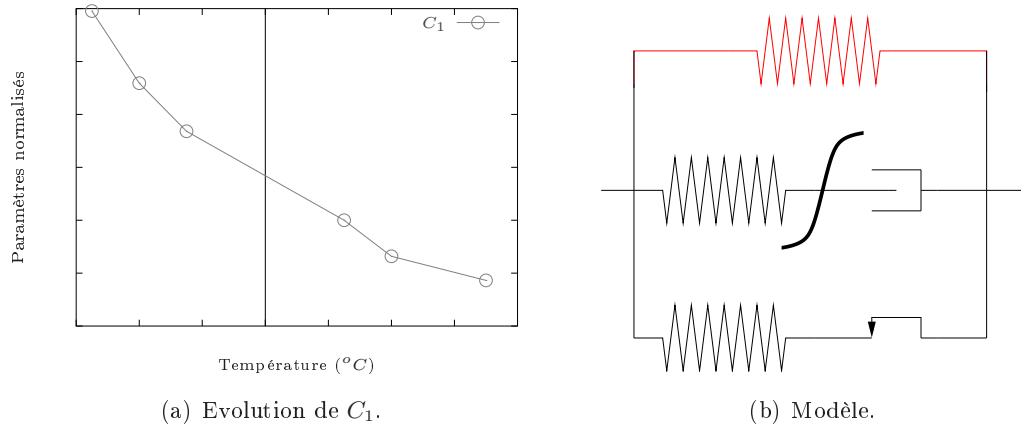 C₁
Paramètres normalisés
Température (°C)
(a) Evolution de C₁.
(b) Modèle.